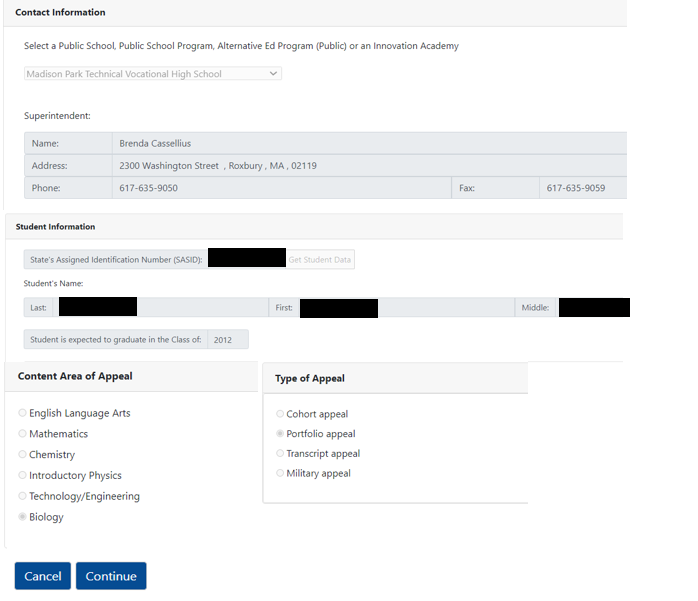 Contact Information
Select a Public School, Public School Program, Alternative Ed Program (Public) or an Innovation Academy
Madison Park Technical Vocational High School
Superintendent:
Name: Brenda Cassellius
Address: 2300 Washington Street , Roxbury , MA , 02119
Phone: 617-635-9050 Fax: 617-635-9059
Student Information
State's Assigned Identification Number (SASID): Get Student Data
Student's Name:
Last: First: Middle:
Student is expected to graduate in the Class of: 2012
Content Area of Appeal
English Language Arts
Mathematics
Chemistry
Introductory Physics
Technology/Engineering
Biology
Type of Appeal
Cohort appeal
Portfolio appeal
Transcript appeal
Military appeal
Cancel Continue